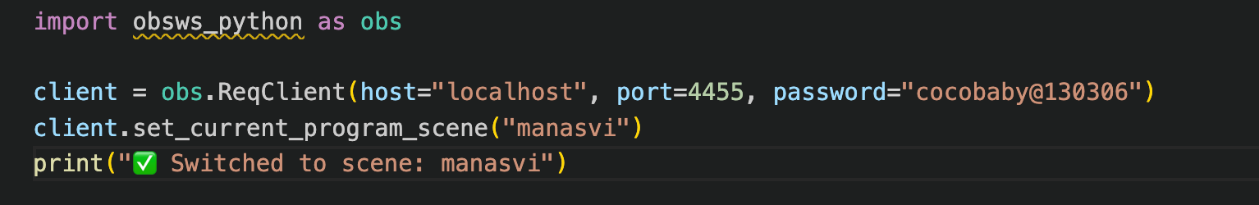 import obsws_python as obs
client = obs.ReqClient(host="localhost", port=4455, password="cocobaby@130306")
client.set_current_program_scene("manasvi")
print("✅ Switched to scene: manasvi")